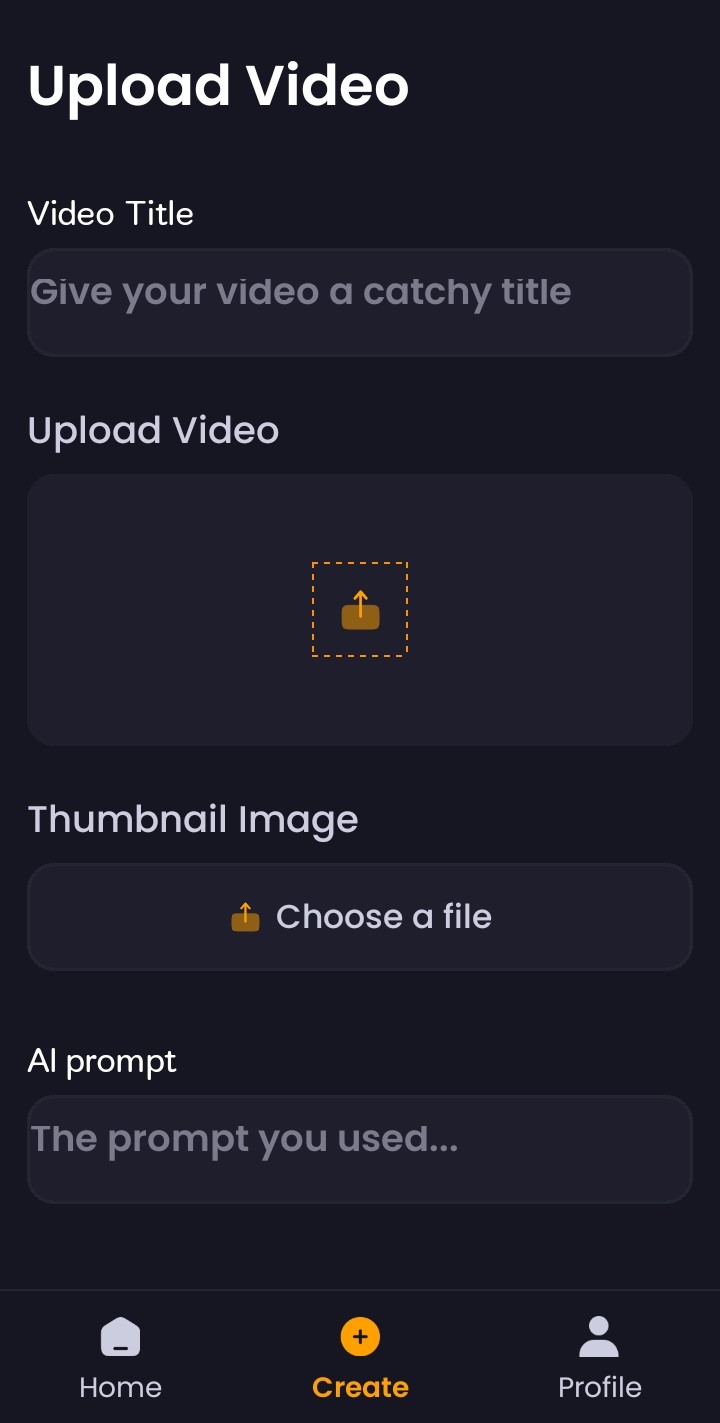 Upload Video
Video Title
Give your video a catchy title
Upload Video
Thumbnail Image
Choose a file
AI prompt
The prompt you used...
Home
Create
Profile